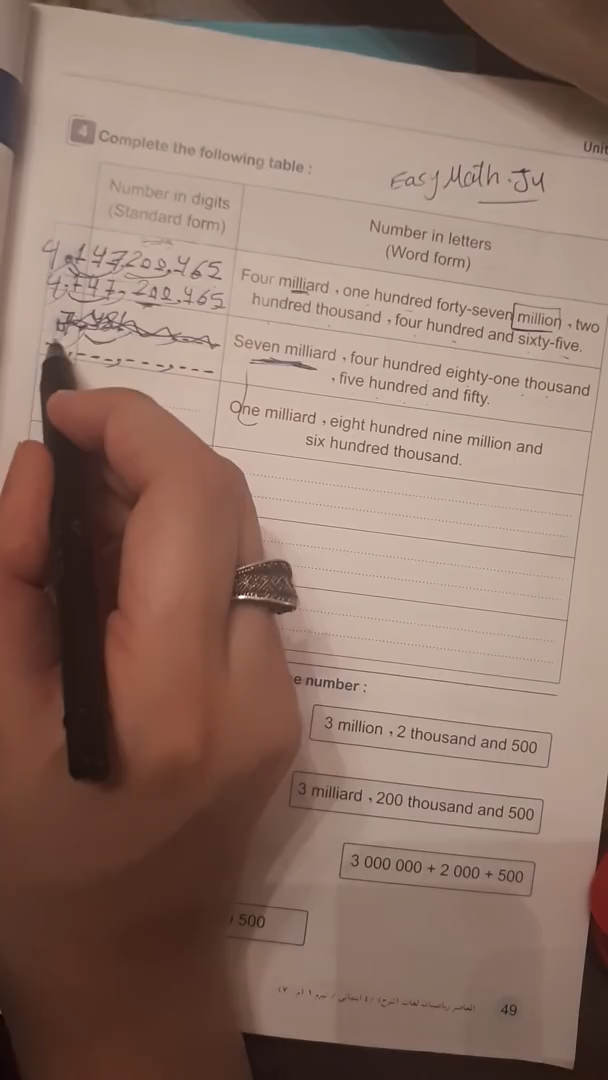 Unit
4 Complete the following table :
Easy Math. Ju
Number in digits
(Standard form)
Number in letters
(Word form)
4,147,200,465
4,147,200,465
Four milliard , one hundred forty-seven million , two
hundred thousand , four hundred and sixty-five.
Seven milliard , four hundred eighty-one thousand
, five hundred and fifty.
One milliard , eight hundred nine million and
six hundred thousand.
e number :
3 million , 2 thousand and 500
3 milliard , 200 thousand and 500
3 000 000 + 2 000 + 500
500
49